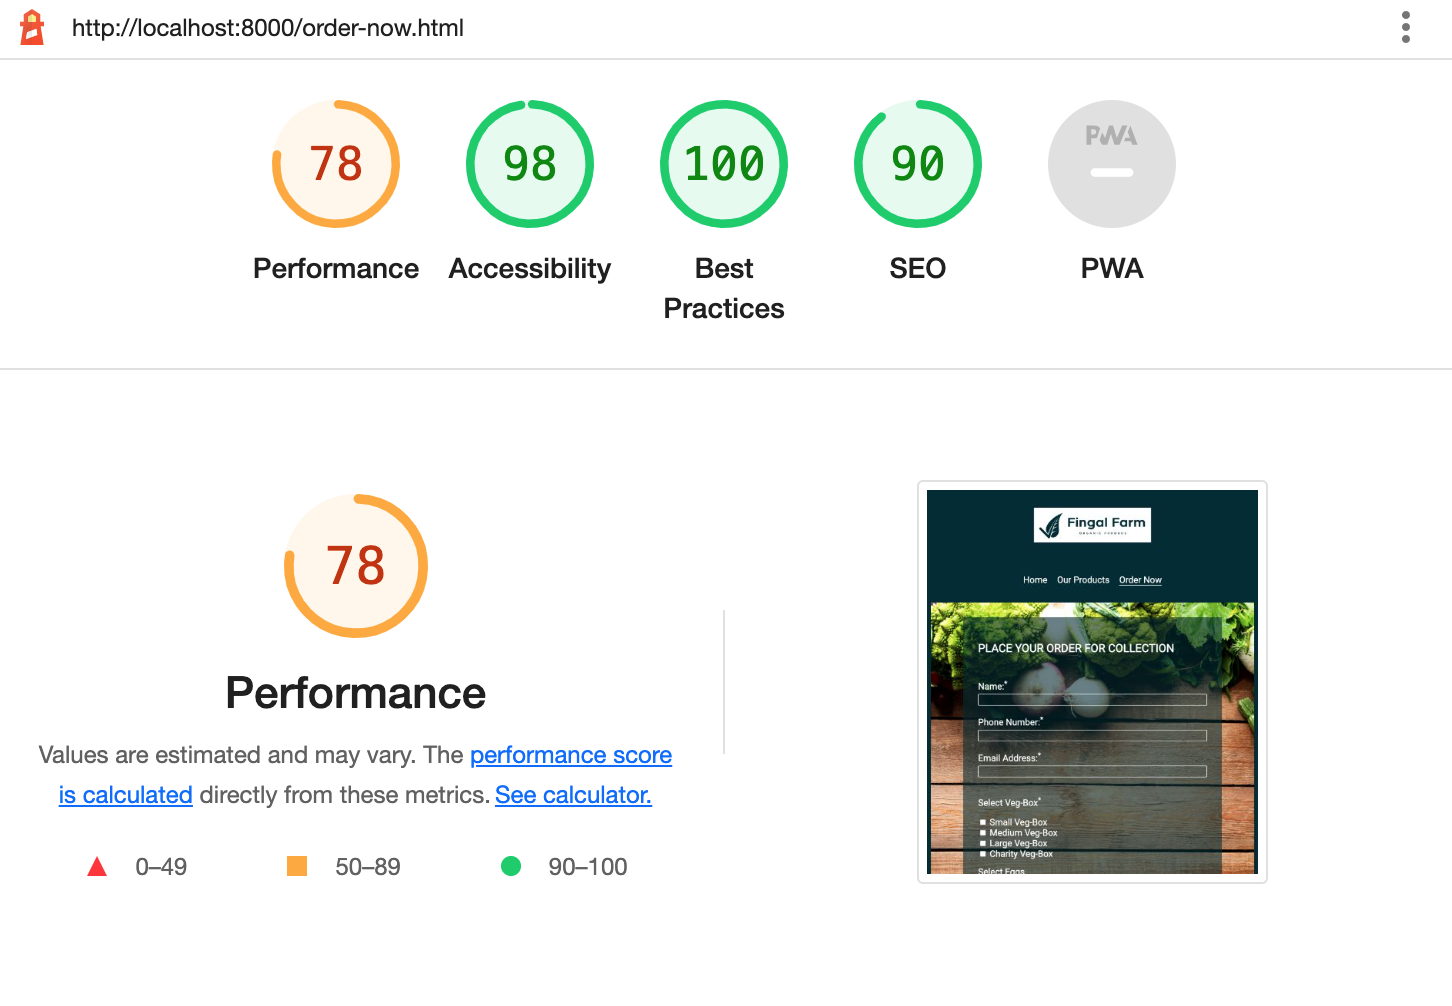 http://localhost:8000/order-now.html
78
98
100
90
PWA
Performance
Accessibility
Best
Practices
SEO
PWA
78
Performance
Values are estimated and may vary. The performance score
is calculated directly from these metrics. See calculator.
0–49
50–89
90–100
Fingal Farm
ORGANIC PRODUCE
Home Our Products Order Now
PLACE YOUR ORDER FOR COLLECTION
Name:*
Phone Number:*
Email Address:*
Select Veg-Box*
Small Veg-Box
Medium Veg-Box
Large Veg-Box
Charity Veg-Box
Select Eggs